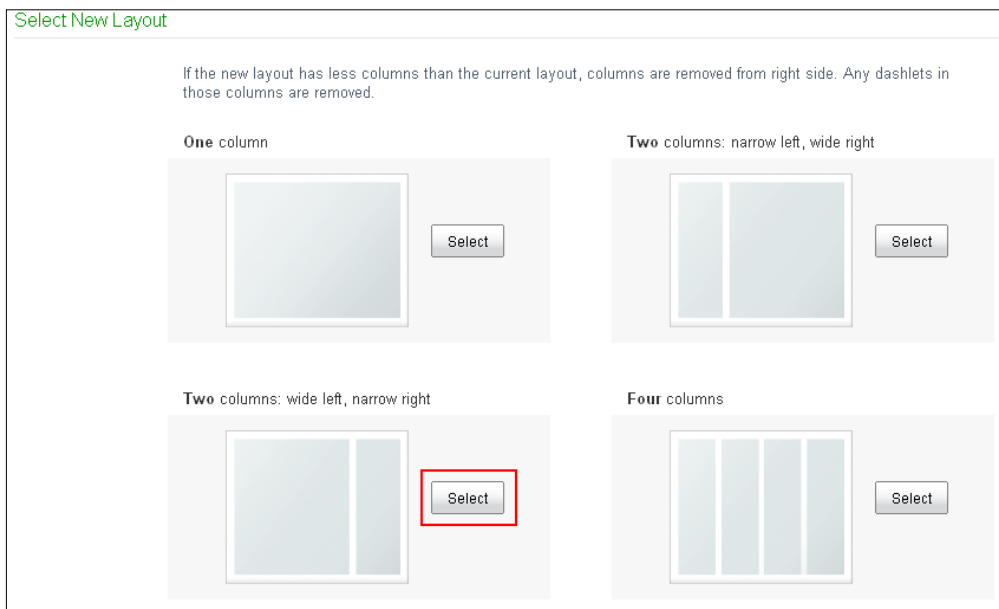 Select New Layout
If the new layout has less columns than the current layout, columns are removed from right side. Any dashlets in
those columns are removed.
One column
Select
Two columns: narrow left, wide right
Select
Two columns: wide left, narrow right
Select
Four columns
Select